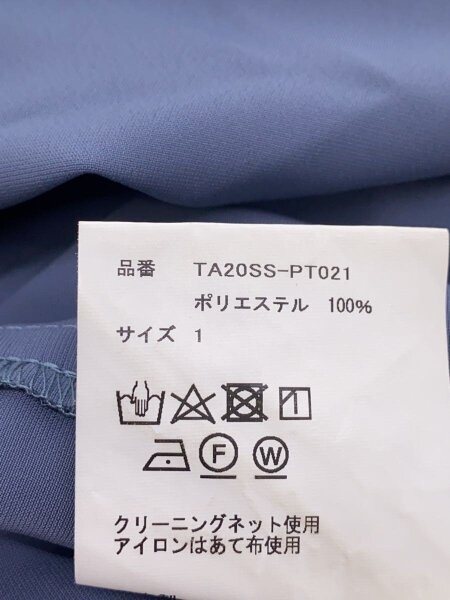 品番 TA20SS-PT021
ポリエステル 100%
サイズ 1
F W
クリーニングネット使用
アイロンはあて布使用